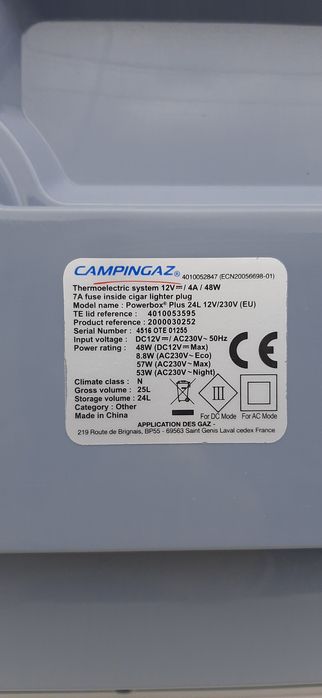 CAMPINGAZ® 4010052847 (ECN20056698-01)
Thermoelectric system 12V⎓ / 4A / 48W
7A fuse inside cigar lighter plug
Model name : Powerbox® Plus 24L 12V/230V (EU)
TE lid reference : 4010053595
Product reference : 2000030252
Serial Number : 4516 OTE 01255
Input voltage : DC12V⎓ / AC230V~ 50Hz
Power rating : 48W (DC12V⎓Max)
8.8W (AC230V~Eco)
57W (AC230V~Max)
53W (AC230V~Night)
CE
Climate class : N
Gross volume : 25L
Storage volume : 24L
Category : Other
Made in China
III
For DC Mode For AC Mode
APPLICATION DES GAZ -
219 Route de Brignais, BP55 - 69563 Saint Genis Laval cedex France